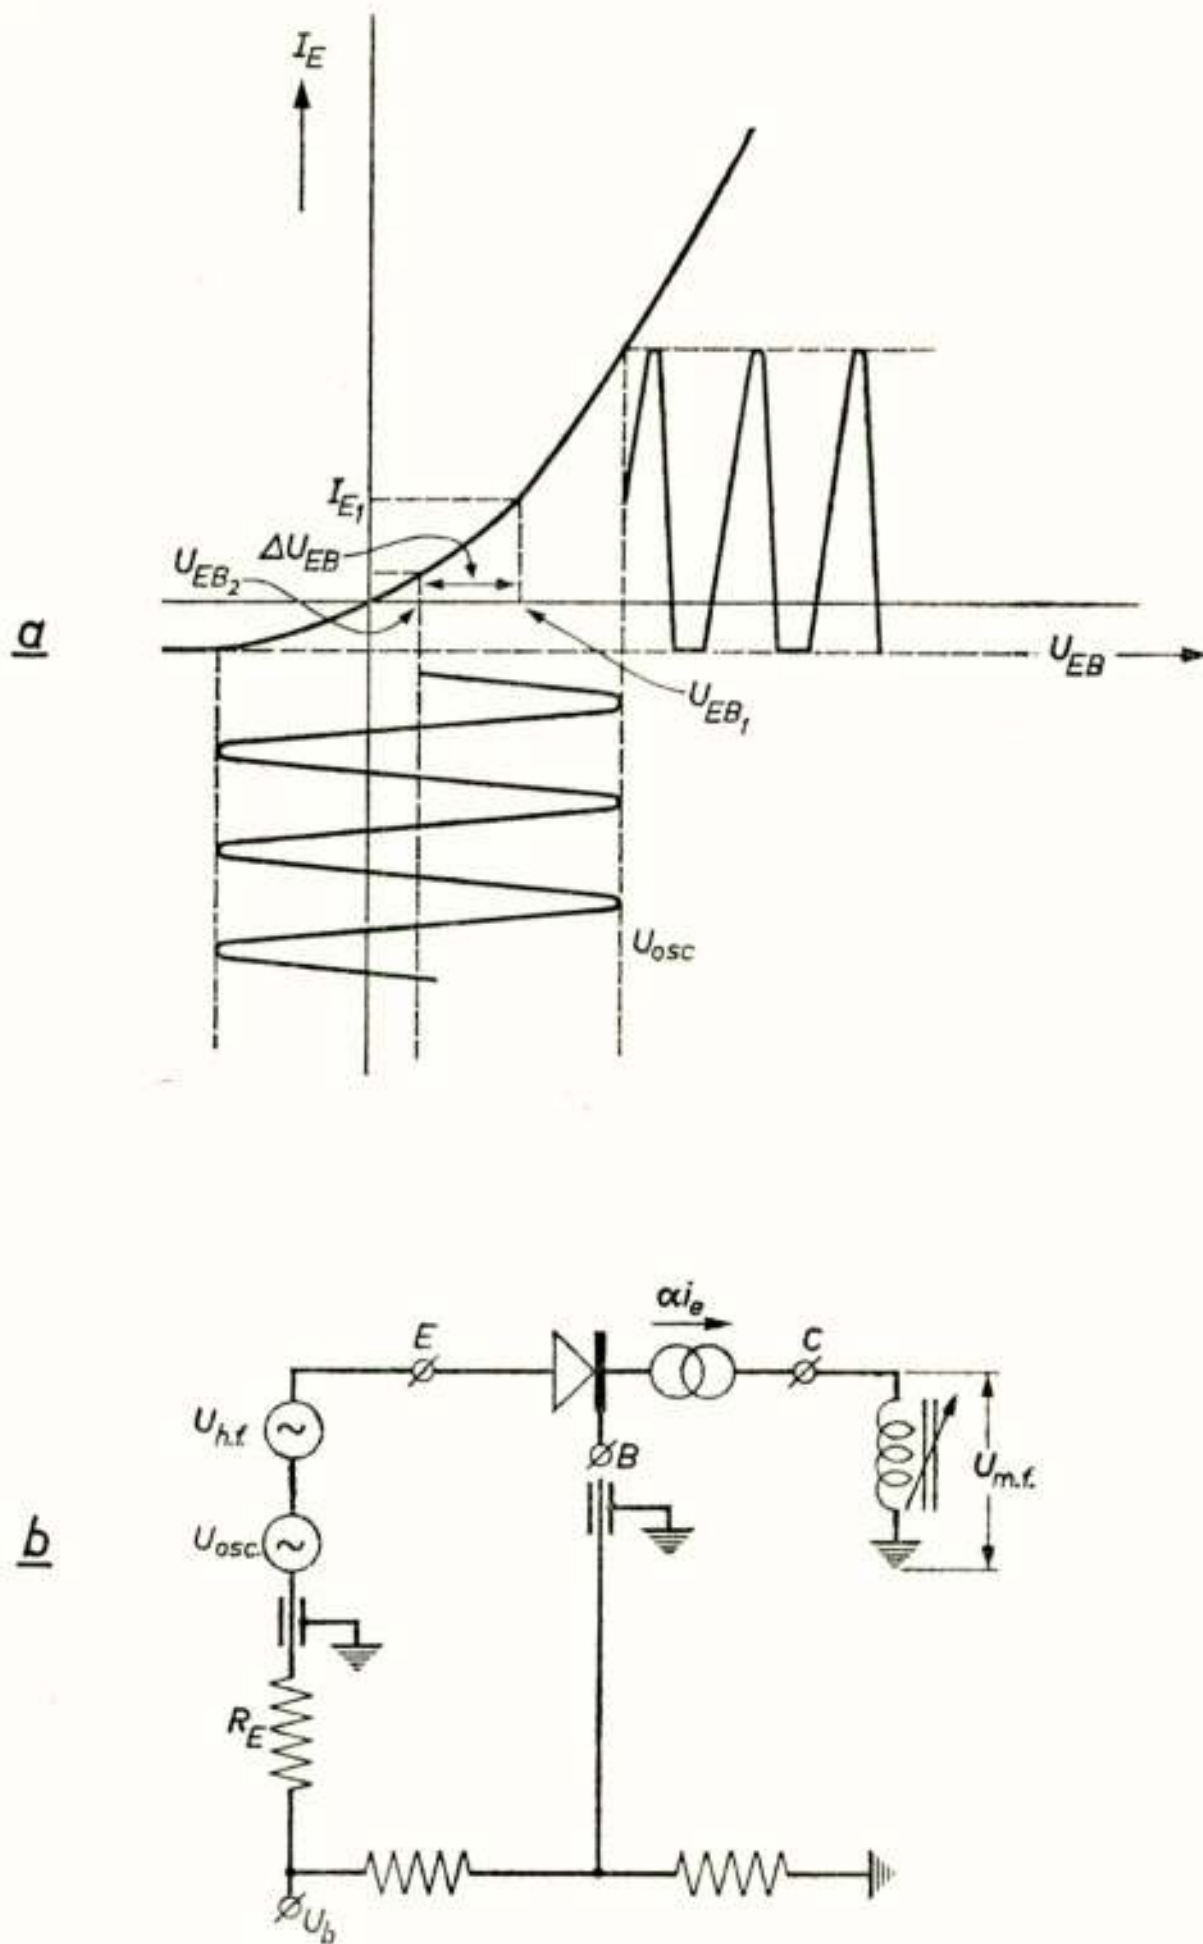 I_E
I_E1
ΔU_EB
U_EB2
a
U_EB
U_EB1
U_osc
αi_e
E
C
U_h.f.
B
U_m.f.
U_osc.
b
R_E
U_b